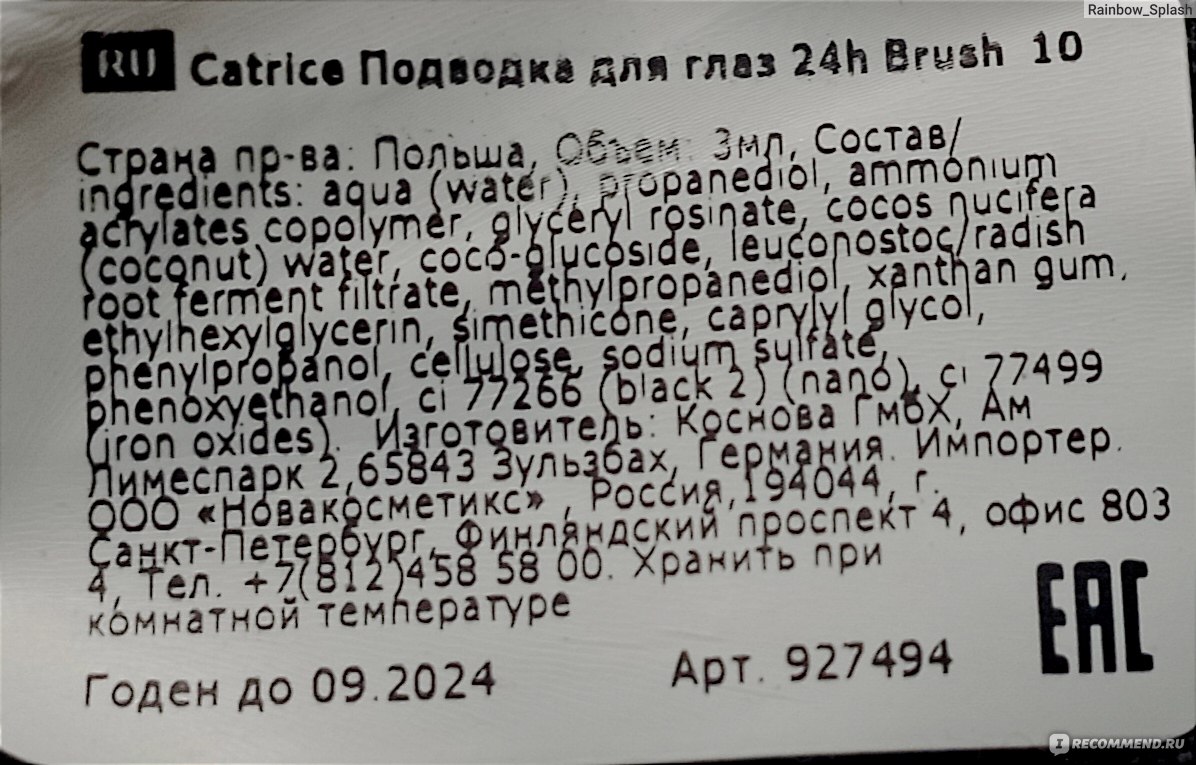 Rainbow_Splash
RU Catrice Подводка для глаз 24h Brush 10
Страна пр-ва: Польша, Объем: 3мл, Состав/
ingredients: aqua (water), propanediol, ammonium
acrylates copolymer, glyceryl rosinate, cocos nucifera
(coconut) water, coco-glucoside, leuconostoc/radish
root ferment filtrate, methylpropanediol, xanthan gum,
ethylhexylglycerin, simethicone, caprylyl glycol,
phenylpropanol, cellulose, sodium sulfate,
phenoxyethanol, ci 77266 (black 2) (nano), ci 77499
(iron oxides). Изготовитель: Коснова ГмбХ, Ам
Лимеспарк 2,65843 Зульзбах, Германия. Импортер.
ООО «Новакосметикс» , Россия,194044, г.
Санкт-Петербург, Финляндский проспект 4, офис 803
4, Тел. +7(812)458 58 00. Хранить при
комнатной температуре
Годен до 09.2024 Арт. 927494
EAC
IRECOMMEND.RU